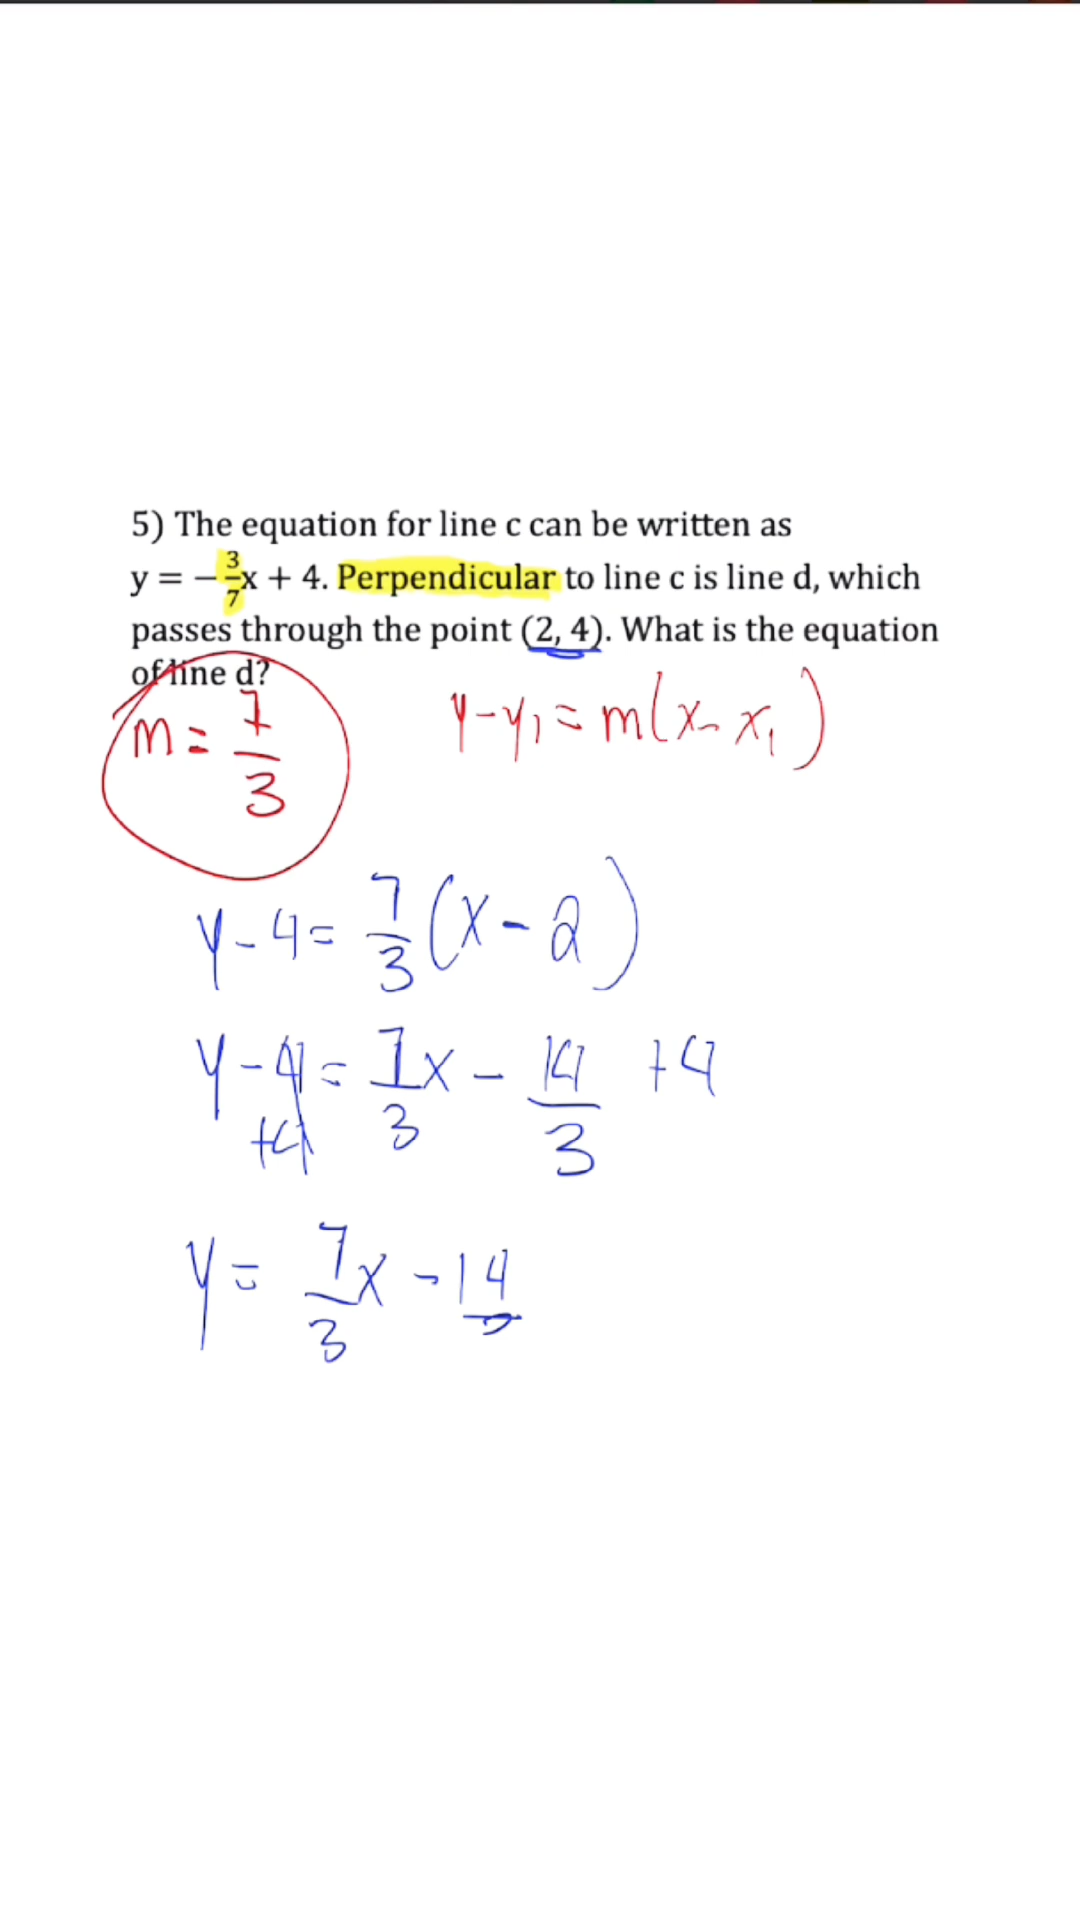 5) The equation for line c can be written as
y = −3/7x + 4. Perpendicular to line c is line d, which
passes through the point (2, 4). What is the equation
of line d?
m = 7/3
y-y₁ = m(x-x₁)
y-4 = 7/3(x-2)
y-4 = 7/3x - 14/3 +4
+4
y = 7/3x -14